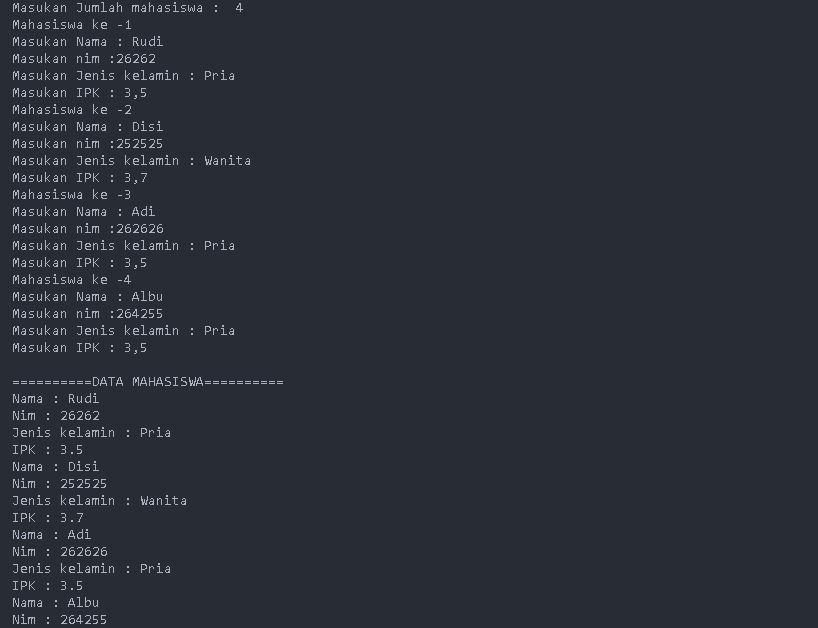 Masukan Jumlah mahasiswa :  4
Mahasiswa ke -1
Masukan Nama : Rudi
Masukan nim :26262
Masukan Jenis kelamin : Pria
Masukan IPK : 3,5
Mahasiswa ke -2
Masukan Nama : Disi
Masukan nim :252525
Masukan Jenis kelamin : Wanita
Masukan IPK : 3,7
Mahasiswa ke -3
Masukan Nama : Adi
Masukan nim :262626
Masukan Jenis kelamin : Pria
Masukan IPK : 3,5
Mahasiswa ke -4
Masukan Nama : Albu
Masukan nim :264255
Masukan Jenis kelamin : Pria
Masukan IPK : 3,5
==========DATA MAHASISWA==========
Nama : Rudi
Nim : 26262
Jenis kelamin : Pria
IPK : 3.5
Nama : Disi
Nim : 252525
Jenis kelamin : Wanita
IPK : 3.7
Nama : Adi
Nim : 262626
Jenis kelamin : Pria
IPK : 3.5
Nama : Albu
Nim : 264255